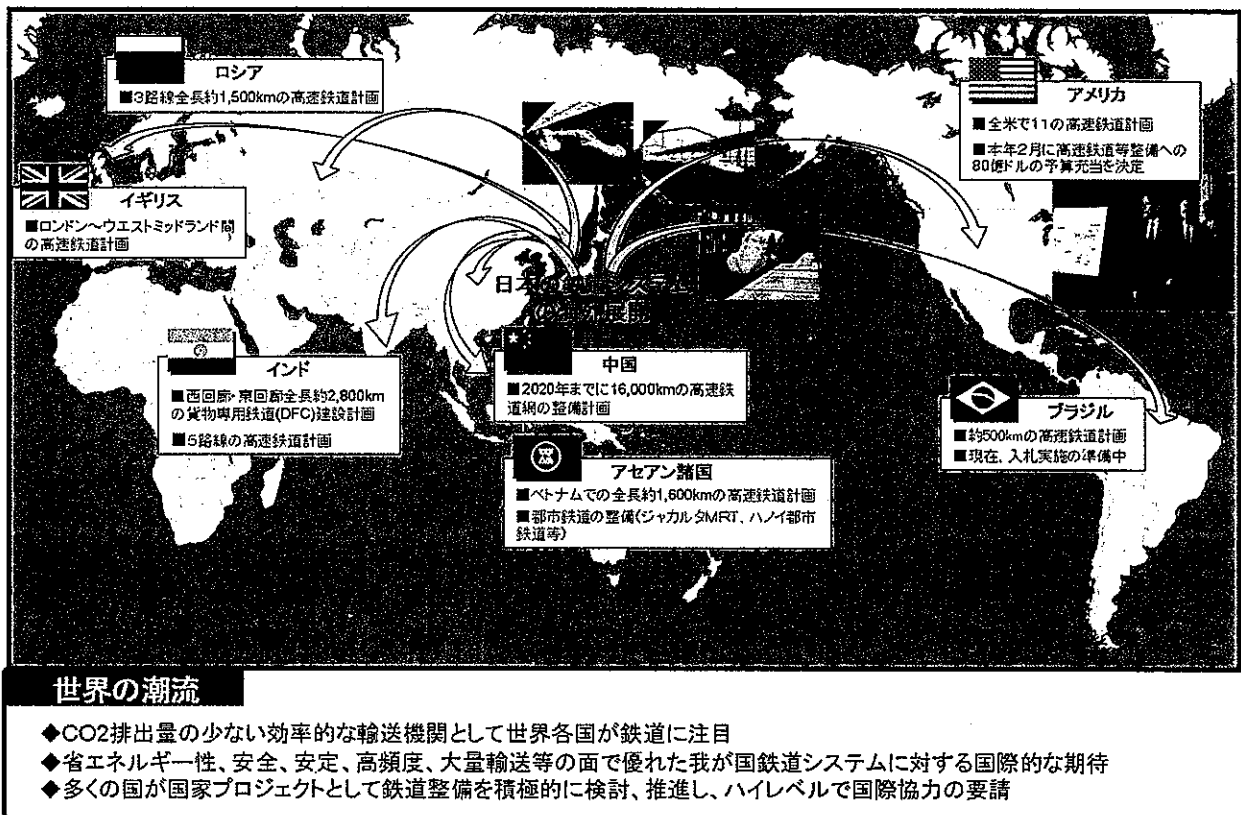 ロシア
■3路線全長約1,500kmの高速鉄道計画
アメリカ
■全米で11の高速鉄道計画
■本年2月に高速鉄道等整備への
80億ドルの予算充当を決定
イギリス
■ロンドン～ウエストミッドランド間
の高速鉄道計画
日本の鉄道システム
の海外展開
インド
■西回廊・東回廊全長約2,800km
の貨物専用鉄道(DFC)建設計画
■5路線の高速鉄道計画
中国
■2020年までに16,000kmの高速鉄
道網の整備計画
アセアン諸国
■ベトナムでの全長約1,600kmの高速鉄道計画
■都市鉄道の整備(ジャカルタMRT、ハノイ都市
鉄道等)
ブラジル
■約500kmの高速鉄道計画
■現在、入札実施の準備中
世界の潮流
◆CO2排出量の少ない効率的な輸送機関として世界各国が鉄道に注目
◆省エネルギー性、安全、安定、高頻度、大量輸送等の面で優れた我が国鉄道システムに対する国際的な期待
◆多くの国が国家プロジェクトとして鉄道整備を積極的に検討、推進し、ハイレベルで国際協力の要請